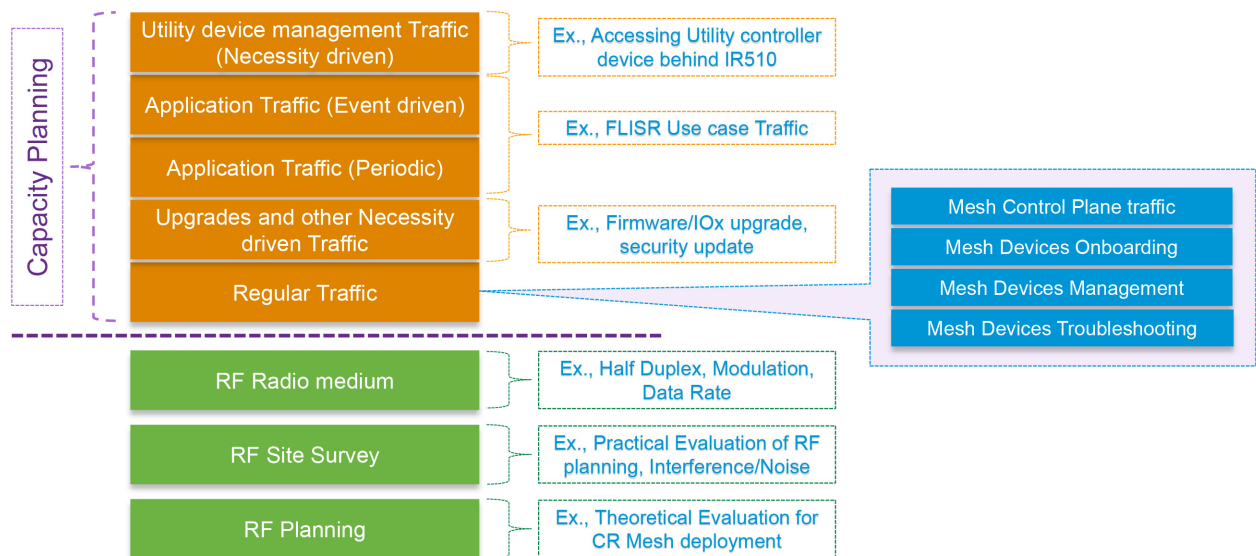 Capacity Planning
Utility device management Traffic
(Necessity driven)
Ex., Accessing Utility controller
device behind IR510
Application Traffic (Event driven)
Ex., FLISR Use case Traffic
Application Traffic (Periodic)
Upgrades and other Necessity
driven Traffic
Ex., Firmware/IOx upgrade,
security update
Regular Traffic
Mesh Control Plane traffic
Mesh Devices Onboarding
Mesh Devices Management
Mesh Devices Troubleshooting
RF Radio medium
Ex., Half Duplex, Modulation,
Data Rate
RF Site Survey
Ex., Practical Evaluation of RF
planning, Interference/Noise
RF Planning
Ex., Theoretical Evaluation for
CR Mesh deployment